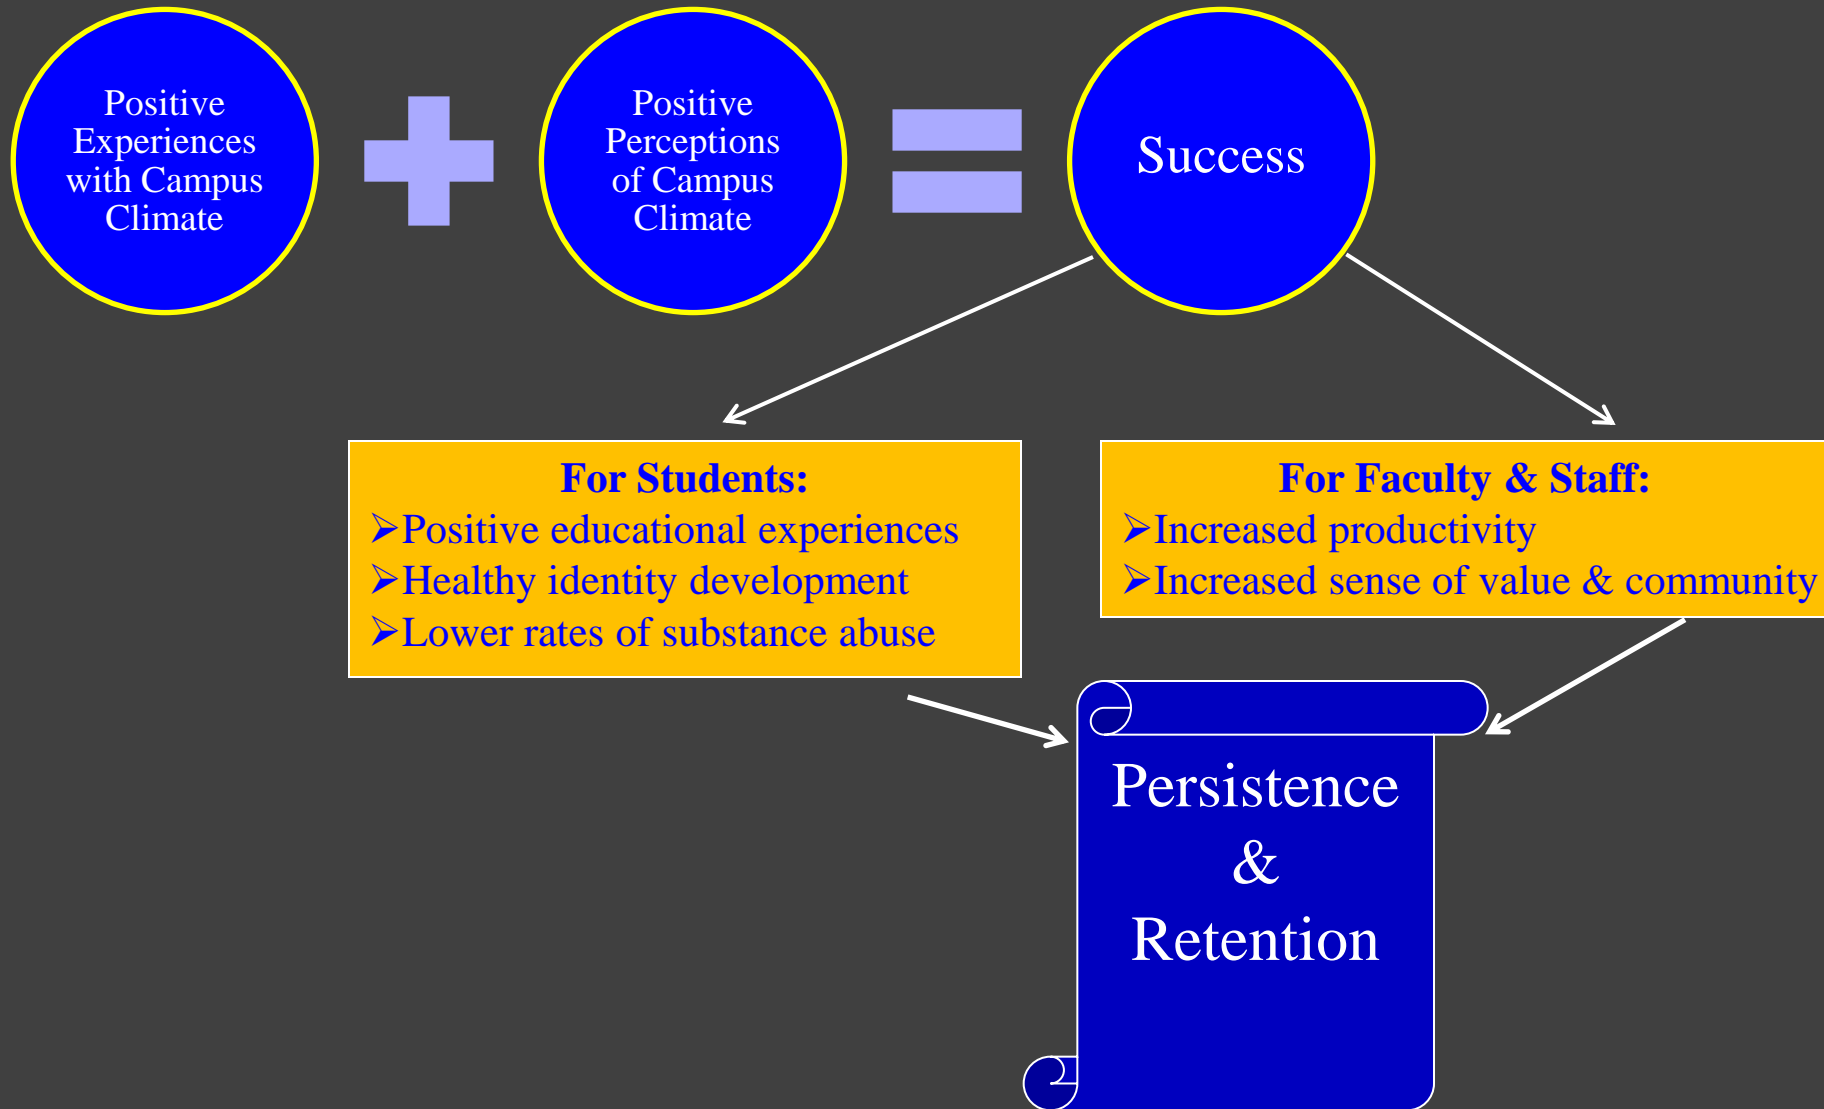 Positive
Experiences
with Campus
Climate
Positive
Perceptions
of Campus
Climate
Success
For Students:
➢Positive educational experiences
➢Healthy identity development
➢Lower rates of substance abuse
For Faculty & Staff:
➢Increased productivity
➢Increased sense of value & community
Persistence
&
Retention